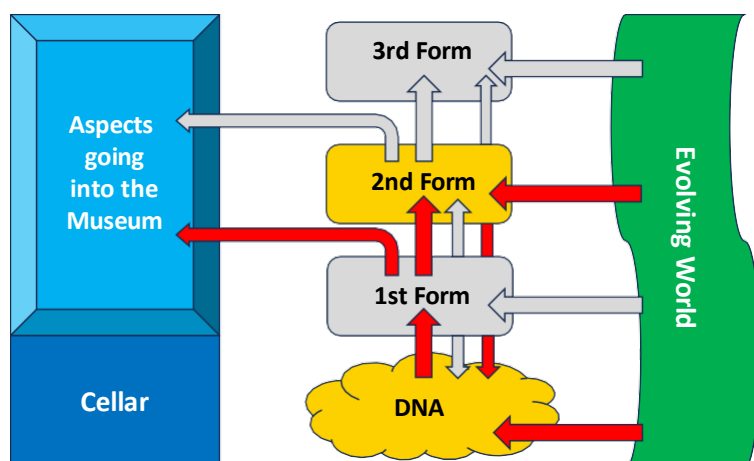 Aspects
going
into the
Museum
Cellar
3rd Form
2nd Form
1st Form
DNA
Evolving World